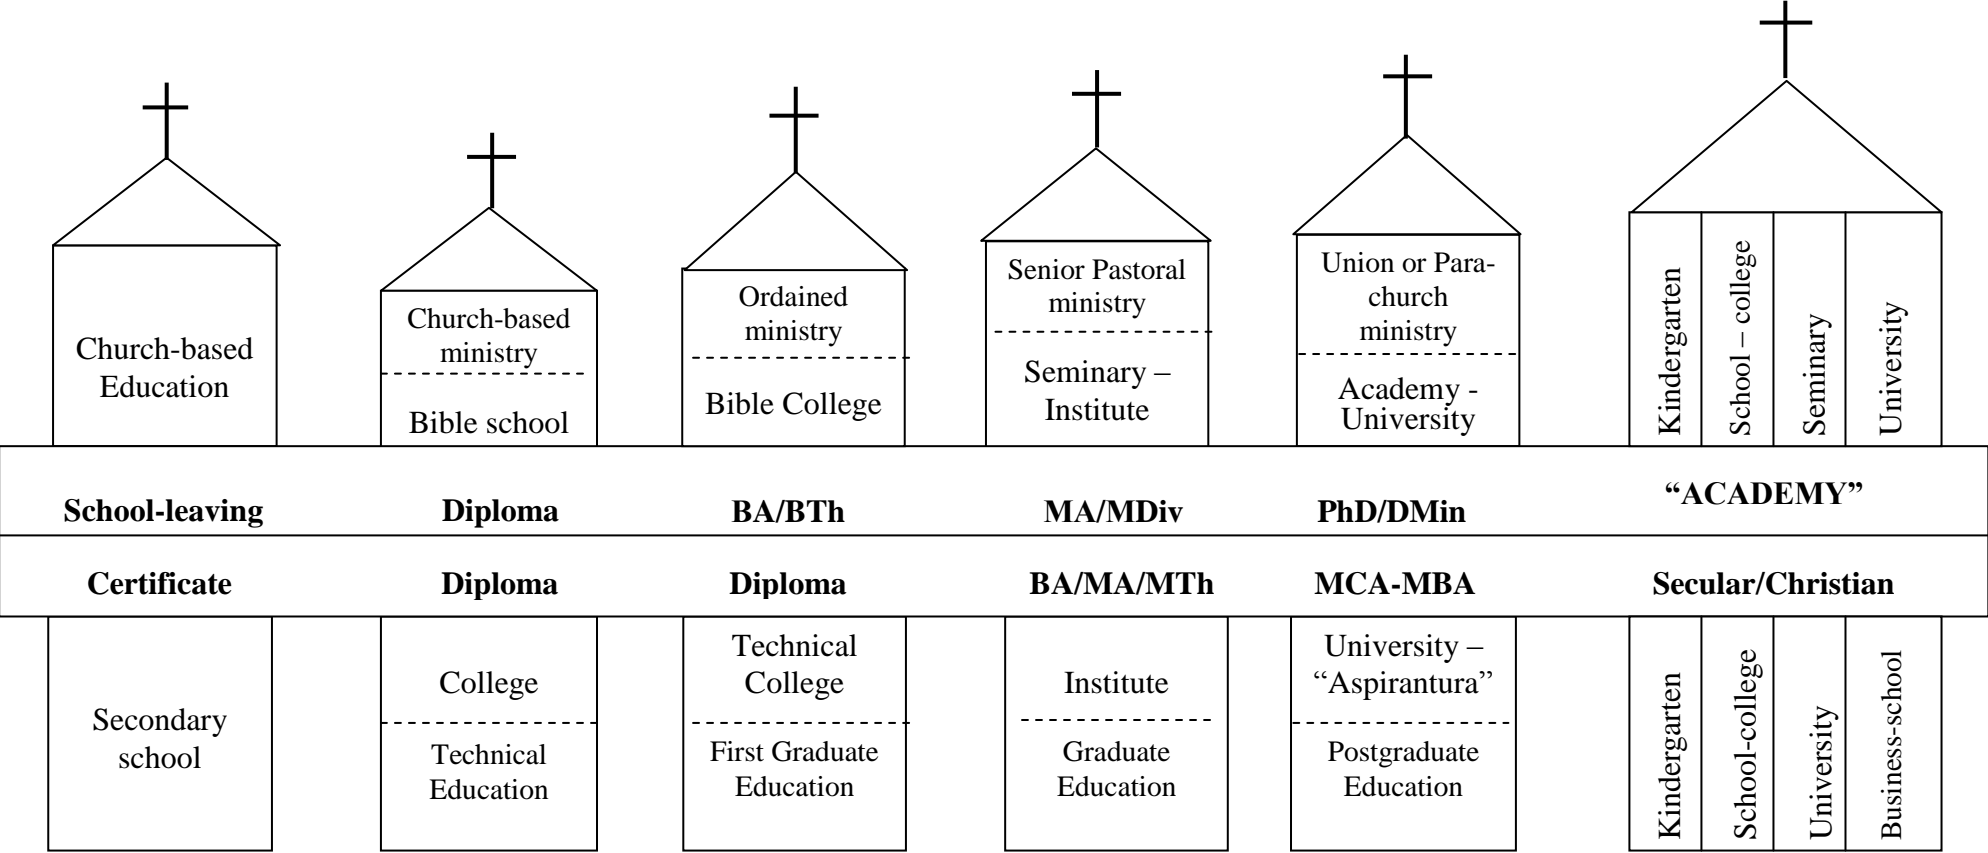 Church-based
Education
Church-based
ministry
Bible school
Ordained
ministry
Bible College
Senior Pastoral
ministry
Seminary –
Institute
Union or Para-
church
ministry
Academy -
University
Kindergarten
School – college
Seminary
University
School-leaving
Diploma
BA/BTh
MA/MDiv
PhD/DMin
“ACADEMY”
Certificate
Diploma
Diploma
BA/MA/MTh
MCA-MBA
Secular/Christian
Secondary
school
College
Technical
Education
Technical
College
First Graduate
Education
Institute
Graduate
Education
University –
“Aspirantura”
Postgraduate
Education
Kindergarten
School-college
University
Business-school